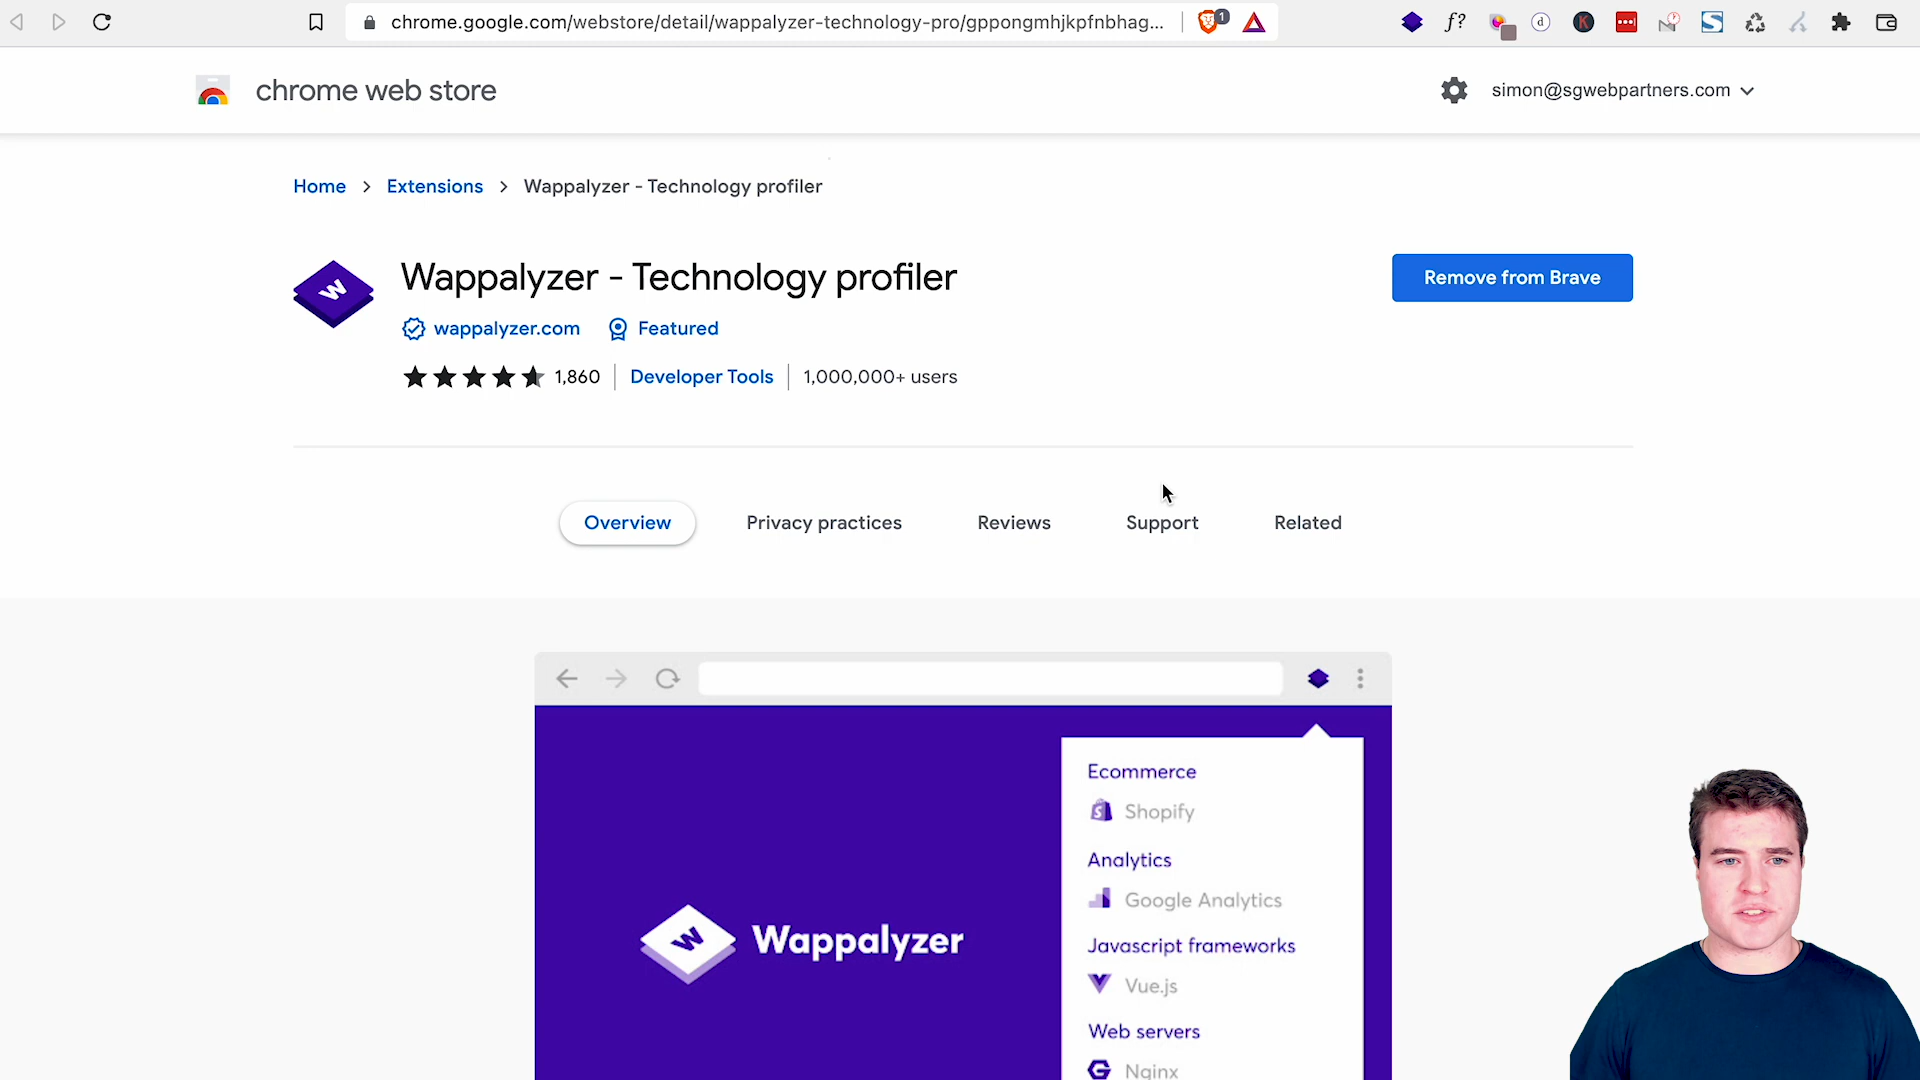 chrome.google.com/webstore/detail/wappalyzer-technology-pro/gppongmhjkpfnbhag...
1
f?
d
K
S
chrome web store
simon@sgwebpartners.com
Home > Extensions > Wappalyzer - Technology profiler
W
Wappalyzer - Technology profiler
Remove from Brave
wappalyzer.com
Featured
1,860
Developer Tools
1,000,000+ users
Overview
Privacy practices
Reviews
Support
Related
Ecommerce
Shopify
Analytics
Google Analytics
W
Wappalyzer
Javascript frameworks
Vue.js
Web servers
Nginx